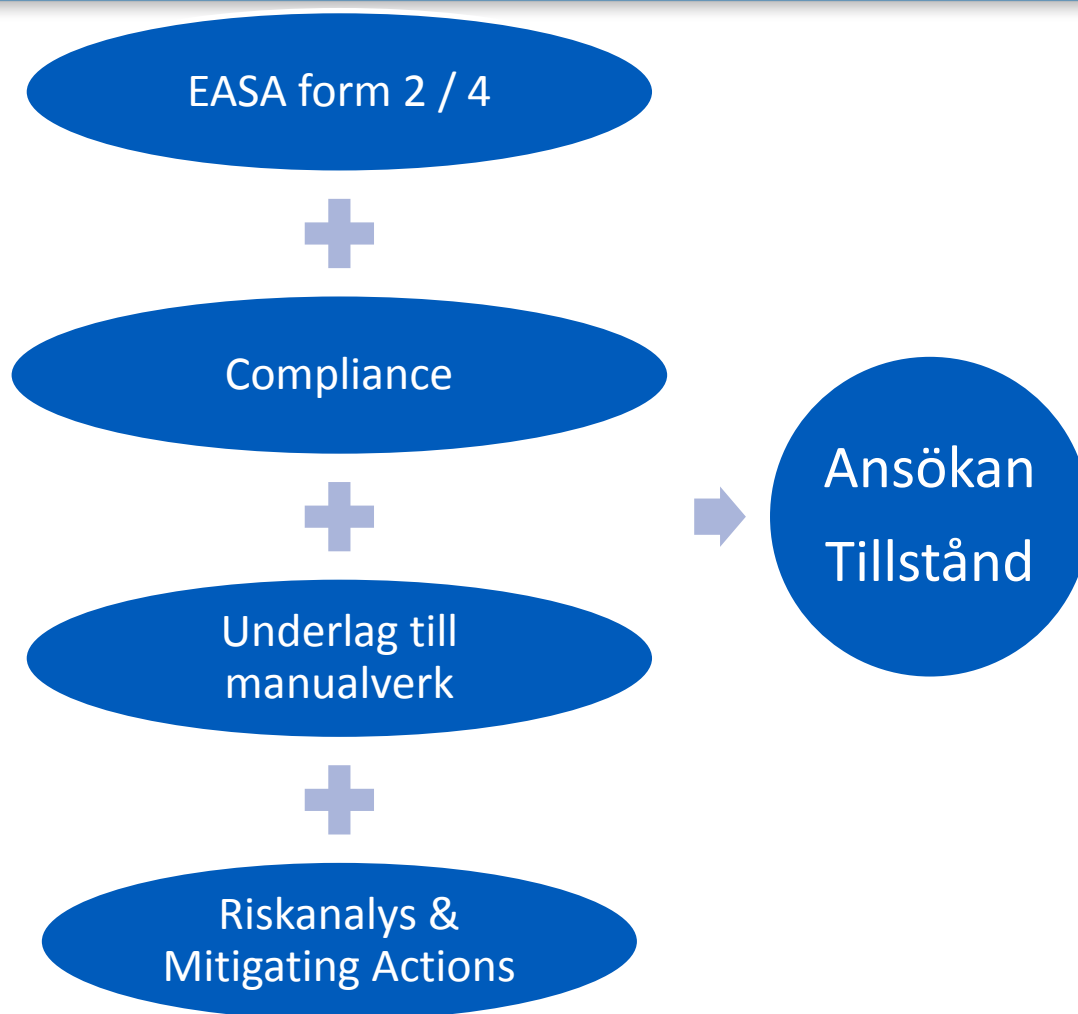 EASA form 2 / 4
Compliance
Underlag till
manualverk
Riskanalys &
Mitigating Actions
Ansökan
Tillstånd